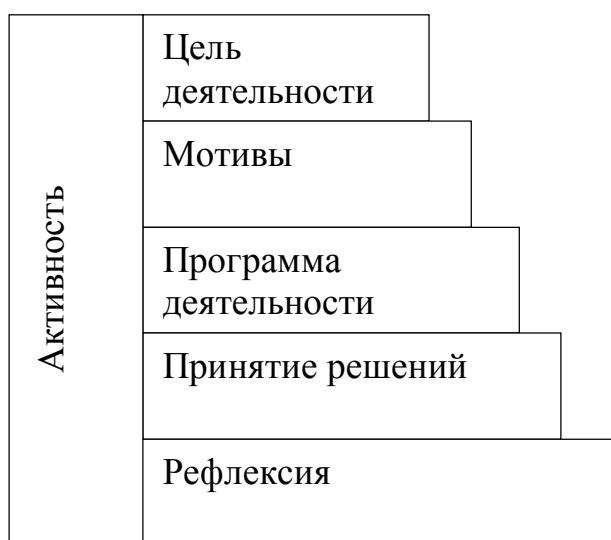 Активность
Цель
деятельности
Мотивы
Программа
деятельности
Принятие решений
Рефлексия